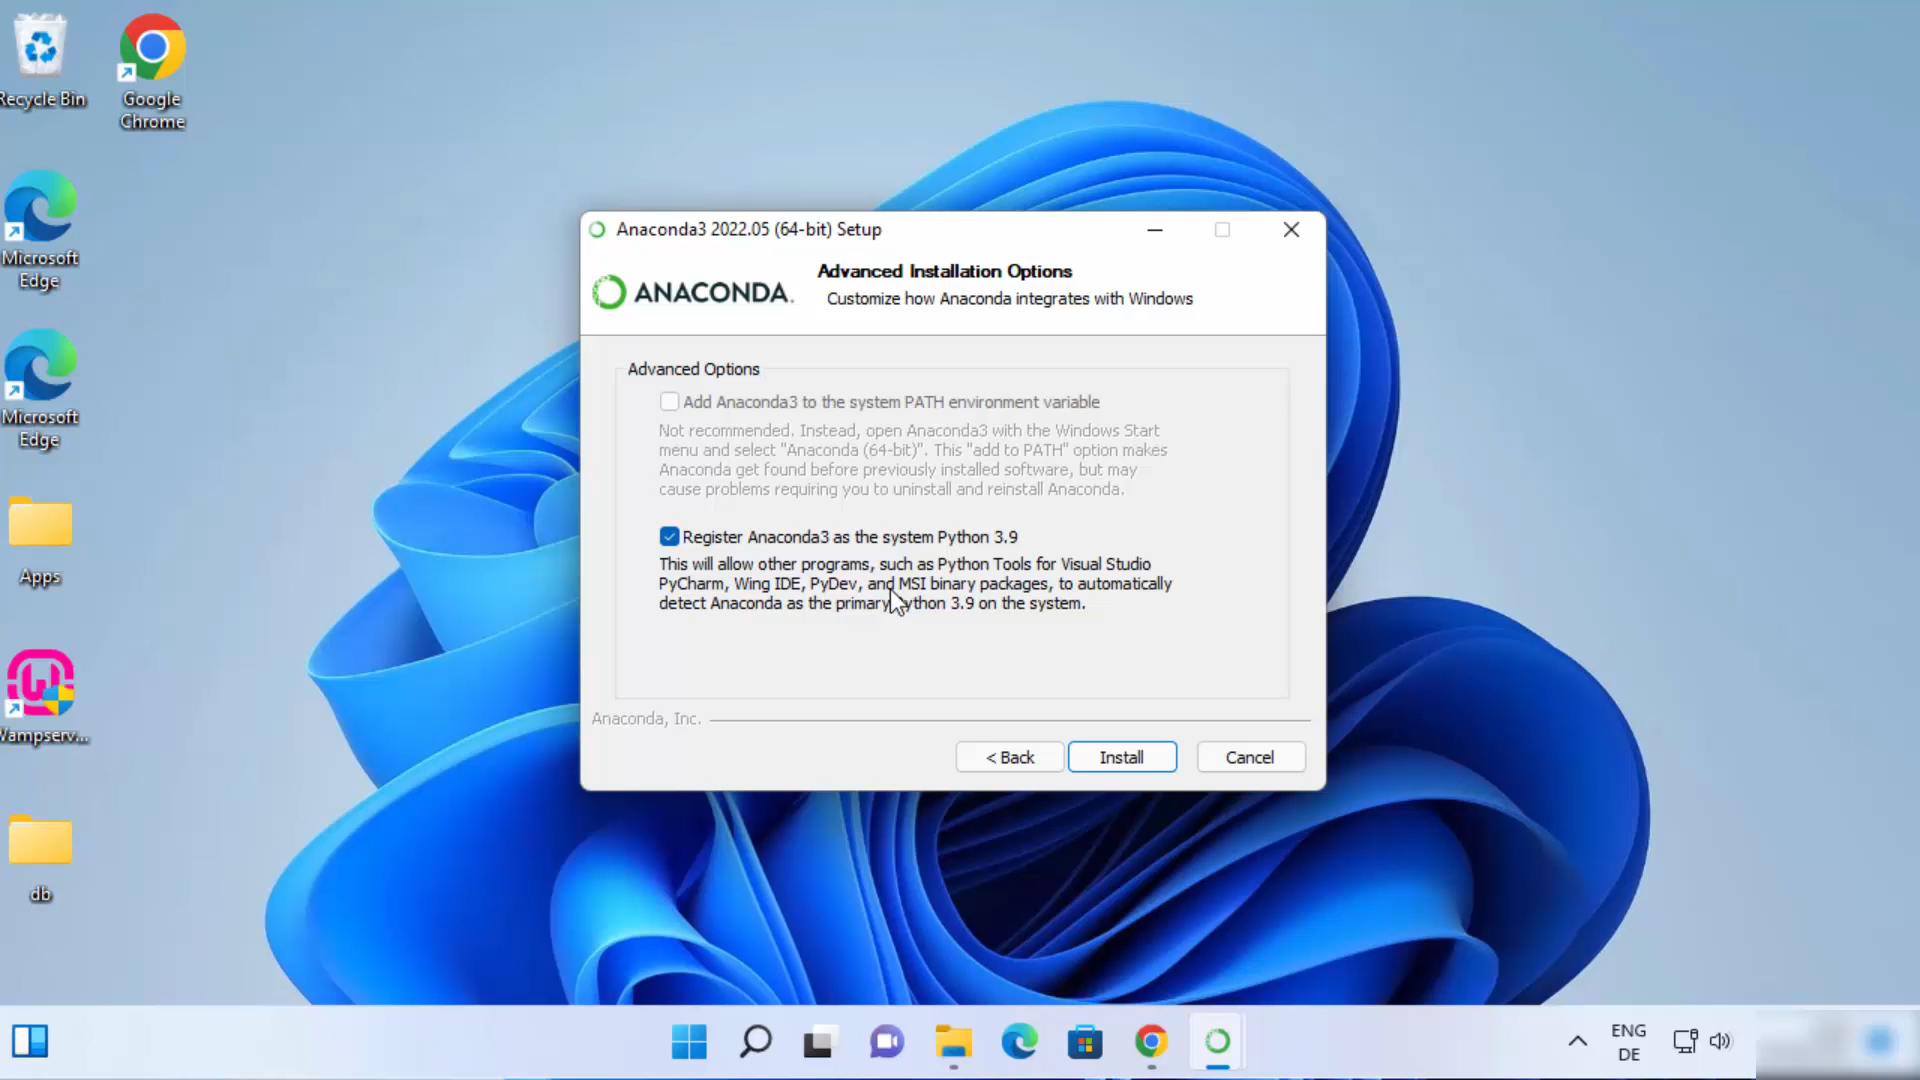 Recycle Bin
Google
Chrome
Microsoft
Edge
Microsoft
Edge
Apps
Wampserv...
db
Anaconda3 2022.05 (64-bit) Setup
ANACONDA.
Advanced Installation Options
Customize how Anaconda integrates with Windows
Advanced Options
Add Anaconda3 to the system PATH environment variable
Not recommended. Instead, open Anaconda3 with the Windows Start
menu and select "Anaconda (64-bit)". This "add to PATH" option makes
Anaconda get found before previously installed software, but may
cause problems requiring you to uninstall and reinstall Anaconda.
Register Anaconda3 as the system Python 3.9
This will allow other programs, such as Python Tools for Visual Studio
PyCharm, Wing IDE, PyDev, and MSI binary packages, to automatically
detect Anaconda as the primary Python 3.9 on the system.
Anaconda, Inc.
< Back
Install
Cancel
ENG
DE